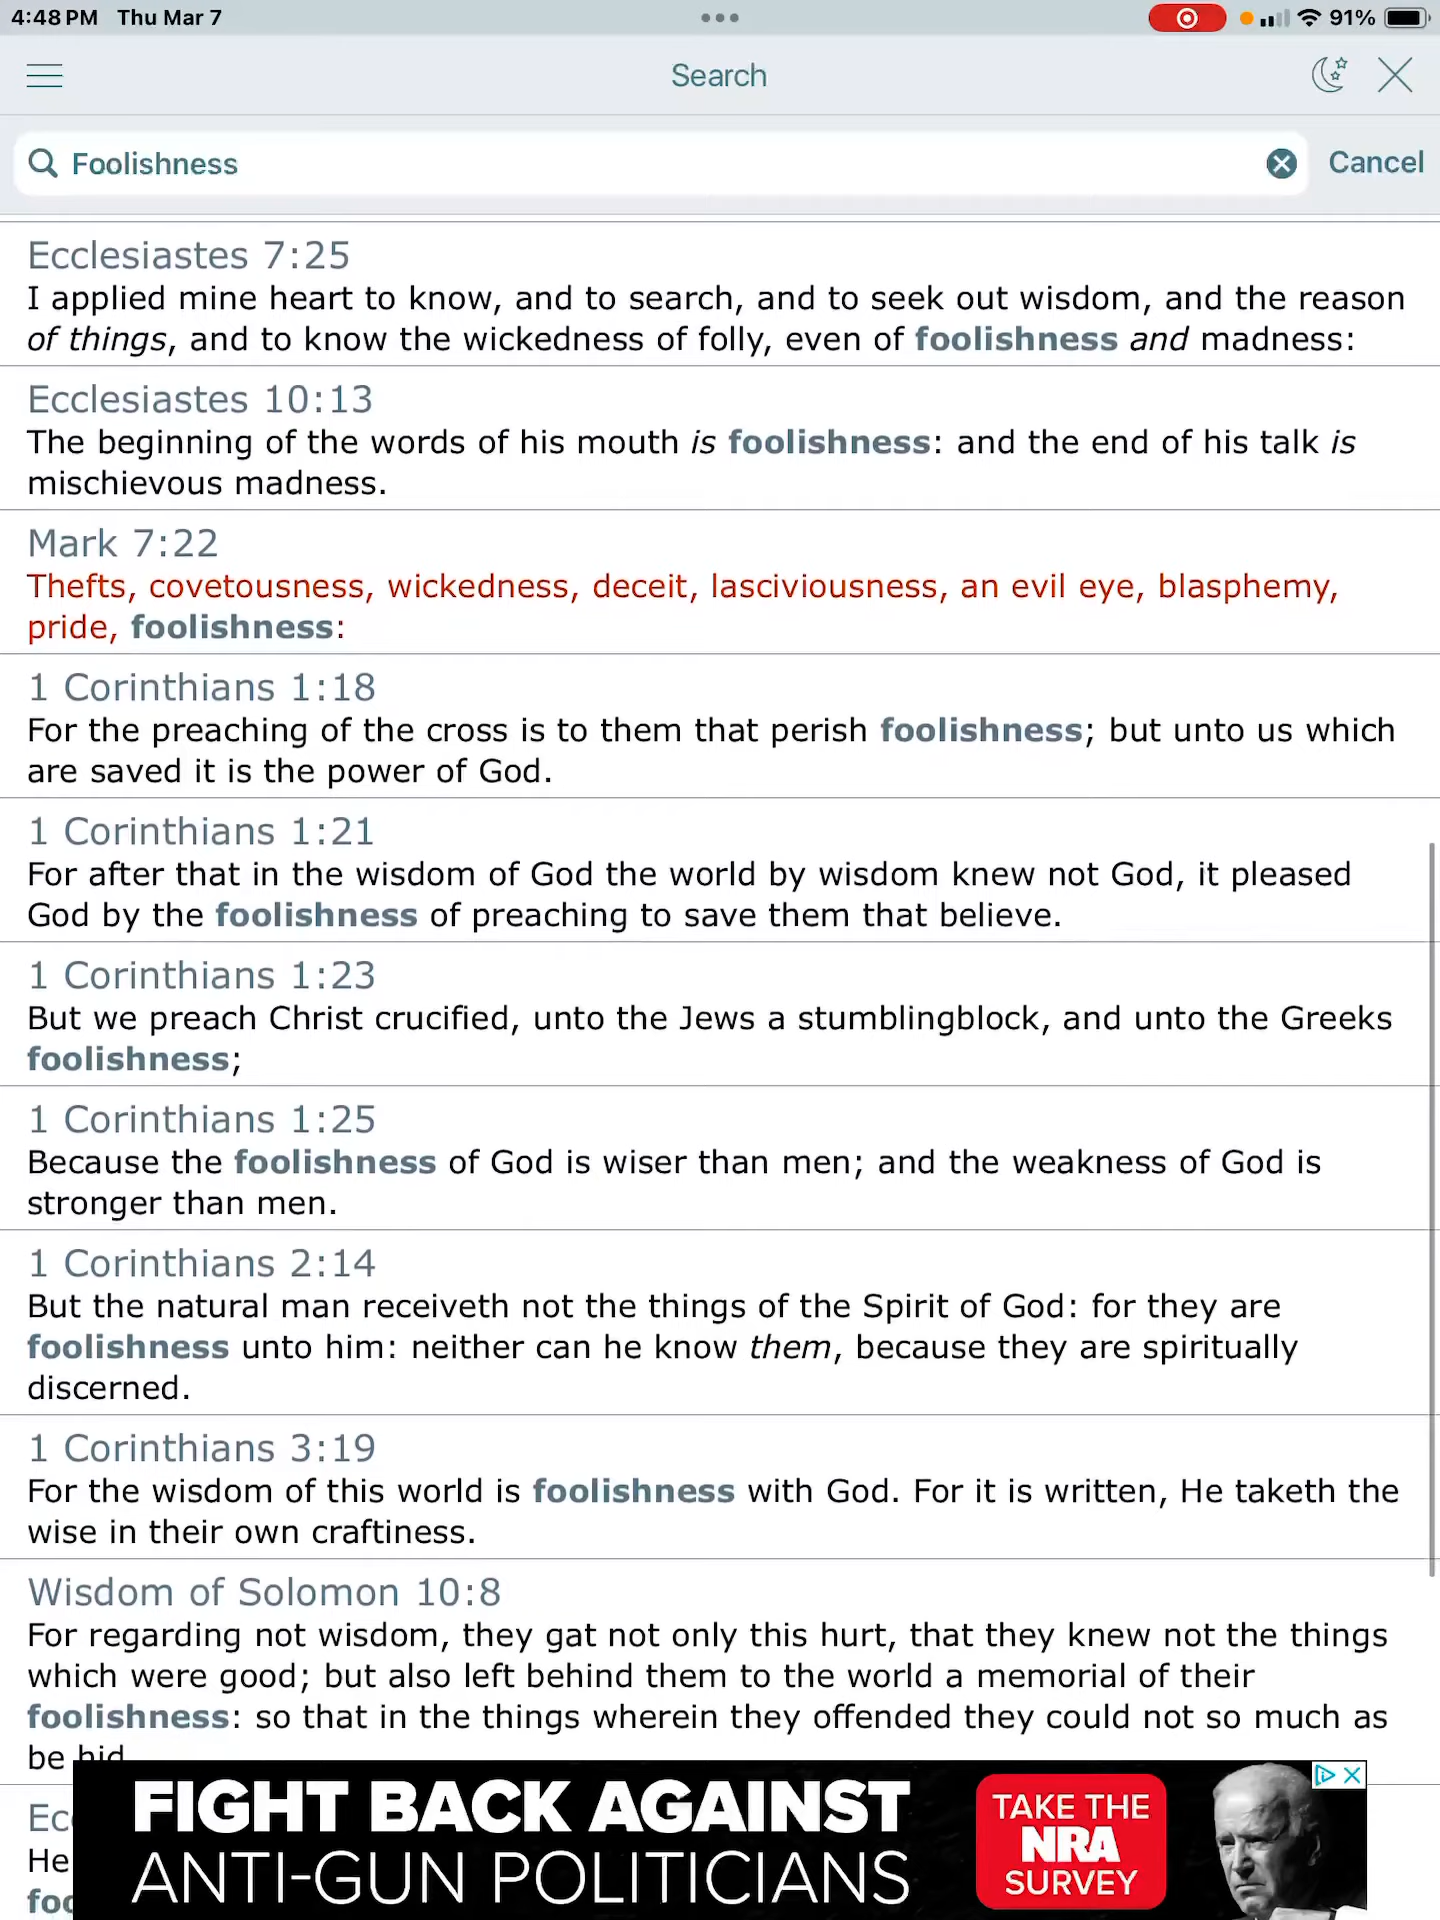 4:48 PM Thu Mar 7
91%
Search
Foolishness
Cancel
Ecclesiastes 7:25
I applied mine heart to know, and to search, and to seek out wisdom, and the reason
of things, and to know the wickedness of folly, even of foolishness and madness:
Ecclesiastes 10:13
The beginning of the words of his mouth is foolishness: and the end of his talk is
mischievous madness.
Mark 7:22
Thefts, covetousness, wickedness, deceit, lasciviousness, an evil eye, blasphemy,
pride, foolishness:
1 Corinthians 1:18
For the preaching of the cross is to them that perish foolishness; but unto us which
are saved it is the power of God.
1 Corinthians 1:21
For after that in the wisdom of God the world by wisdom knew not God, it pleased
God by the foolishness of preaching to save them that believe.
1 Corinthians 1:23
But we preach Christ crucified, unto the Jews a stumblingblock, and unto the Greeks
foolishness;
1 Corinthians 1:25
Because the foolishness of God is wiser than men; and the weakness of God is
stronger than men.
1 Corinthians 2:14
But the natural man receiveth not the things of the Spirit of God: for they are
foolishness unto him: neither can he know them, because they are spiritually
discerned.
1 Corinthians 3:19
For the wisdom of this world is foolishness with God. For it is written, He taketh the
wise in their own craftiness.
Wisdom of Solomon 10:8
For regarding not wisdom, they gat not only this hurt, that they knew not the things
which were good; but also left behind them to the world a memorial of their
foolishness: so that in the things wherein they offended they could not so much as
be hid
He
FIGHT BACK AGAINST
ANTI-GUN POLITICIANS
TAKE THE
NRA
SURVEY